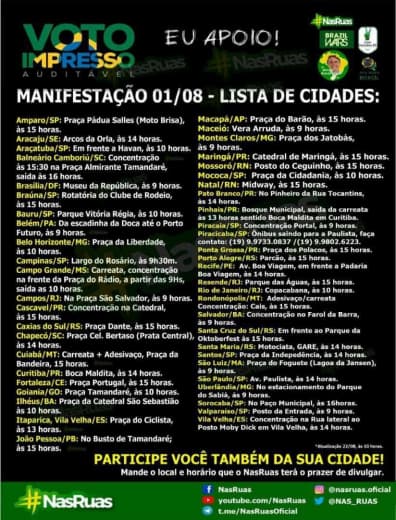 VOTO
IMPRESSO
AUDITÁVEL
EU APOIO!
#NasRuas
BRAZIL
WARS
MANIFESTAÇÃO 01/08 - LISTA DE CIDADES:
Amparo/SP: Praça Pádua Salles (Moto Brisa),
às 15 horas.
Aracaju/SE: Arcos da Orla, às 14 horas.
Araçatuba/SP: Em frente a Havan, às 10 horas.
Balneário Camboriú/SC: Concentração
às 15:30 na Praça Almirante Tamandaré,
saída às 16 horas.
Brasília/DF: Museu da República, às 9 horas.
Braúna/SP: Rotatória do Clube de Rodeio,
às 15 horas.
Bauru/SP: Parque Vitória Régia, às 10 horas.
Belém/PA: Da escadinha da Doca até o Porto
Futuro, às 9 horas.
Belo Horizonte/MG: Praça da Liberdade,
às 10 horas.
Campinas/SP: Largo do Rosário, às 9h30m.
Campo Grande/MS: Carreata, concentração
na frente da Praça do Rádio, a partir das 9Hs,
saída as 10 horas.
Campos/RJ: Na Praça São Salvador, às 9 horas.
Cascavel/PR: Concentração na Catedral,
às 15 horas.
Caxias do Sul/RS: Praça Dante, às 15 horas.
Chapecó/SC: Praça Cel. Bertaso (Prata Central),
às 14 horas.
Cuiabá/MT: Carreata + Adesivaço, Praça da
Bandeira, 15 horas.
Curitiba/PR: Boca Maldita, às 14 horas.
Fortaleza/CE: Praça Portugal, às 15 horas.
Goiania/GO: Praça Tamandaré, às 10 horas.
Ilhéus/BA: Praça da Catedral São Sebastião
às 10 horas.
Itaparica, Vila Velha/ES: Praça do Ciclista,
às 13 horas.
João Pessoa/PB: No Busto de Tamandaré;
às 15 horas.
Macapá/AP: Praça do Barão, às 15 horas.
Maceió: Vera Arruda, às 9 horas.
Montes Claros/MG: Praça dos Jatobás,
às 9 horas.
Maringá/PR: Catedral de Maringá, às 15 horas.
Mossoró/RN: Posto do Ceguinho, às 15 horas.
Mococa/SP: Praça da Cidadania, às 10 horas.
Natal/RN: Midway, às 15 horas.
Pato Branco/PR: No Pinheiro da Rua Tocantins,
às 14 horas.
Pinhais/PR: Bosque Municipal, saída da carreata
às 13 horas sentido Boca Maldita em Curitiba.
Piracaia/SP: Concentração Portal, às 9 horas.
Piracicaba/SP: Ônibus saindo para a Paulista, faça
contato: (19) 9.9723.0837 /(19) 9.9802.6223.
Ponta Grossa/PR: Praça dos Polacos, às 15 horas.
Porto Alegre/RS: Parcão, às 15 horas.
Recife/PE: Av. Boa Viagem, em frente a Padaria
Boa Viagem, às 14 horas.
Resende/RJ: Parque das Águas, às 15 horas.
Rio de Janeiro/RJ: Copacabana, às 10 horas.
Rondonópolis/MT: Adesivaço/carreata
Concentração: Cais, às 15 horas.
Salvador/BA: Concentração no Farol da Barra,
às 9 horas.
Santa Cruz do Sul/RS: Em frente ao Parque da
Oktoberfest às 15 horas.
Santa Maria/RS: Motociata, GARE, às 14 horas.
Santos/SP: Praça da Indepedência, às 14 horas.
São Luiz/MA: Praça do Foguete (Lagoa da Jansen),
às 9 horas.
São Paulo/SP: Av. Paulista, às 14 horas.
Uberlândia/MG: No estacionamento do Parque
do Sabiá, às 9 horas.
Sorocaba/SP: No Paço Municipal, às 16horas.
Valparaíso/SP: Posto da Entrada, às 9 horas.
Vila Velha/ES: Concentração na Rua lateral ao
Posto Moby Dick em Vila Velha, às 14 horas.
PARTICIPE VOCÊ TAMBÉM DA SUA CIDADE!
Mande o local e horário que o NasRuas terá o prazer de divulgar.
#NasRuas
NasRuas
@nasruas.oficial
youtube.com/NasRuas
@NAS_RUAS
t.me/NasRuasOficial